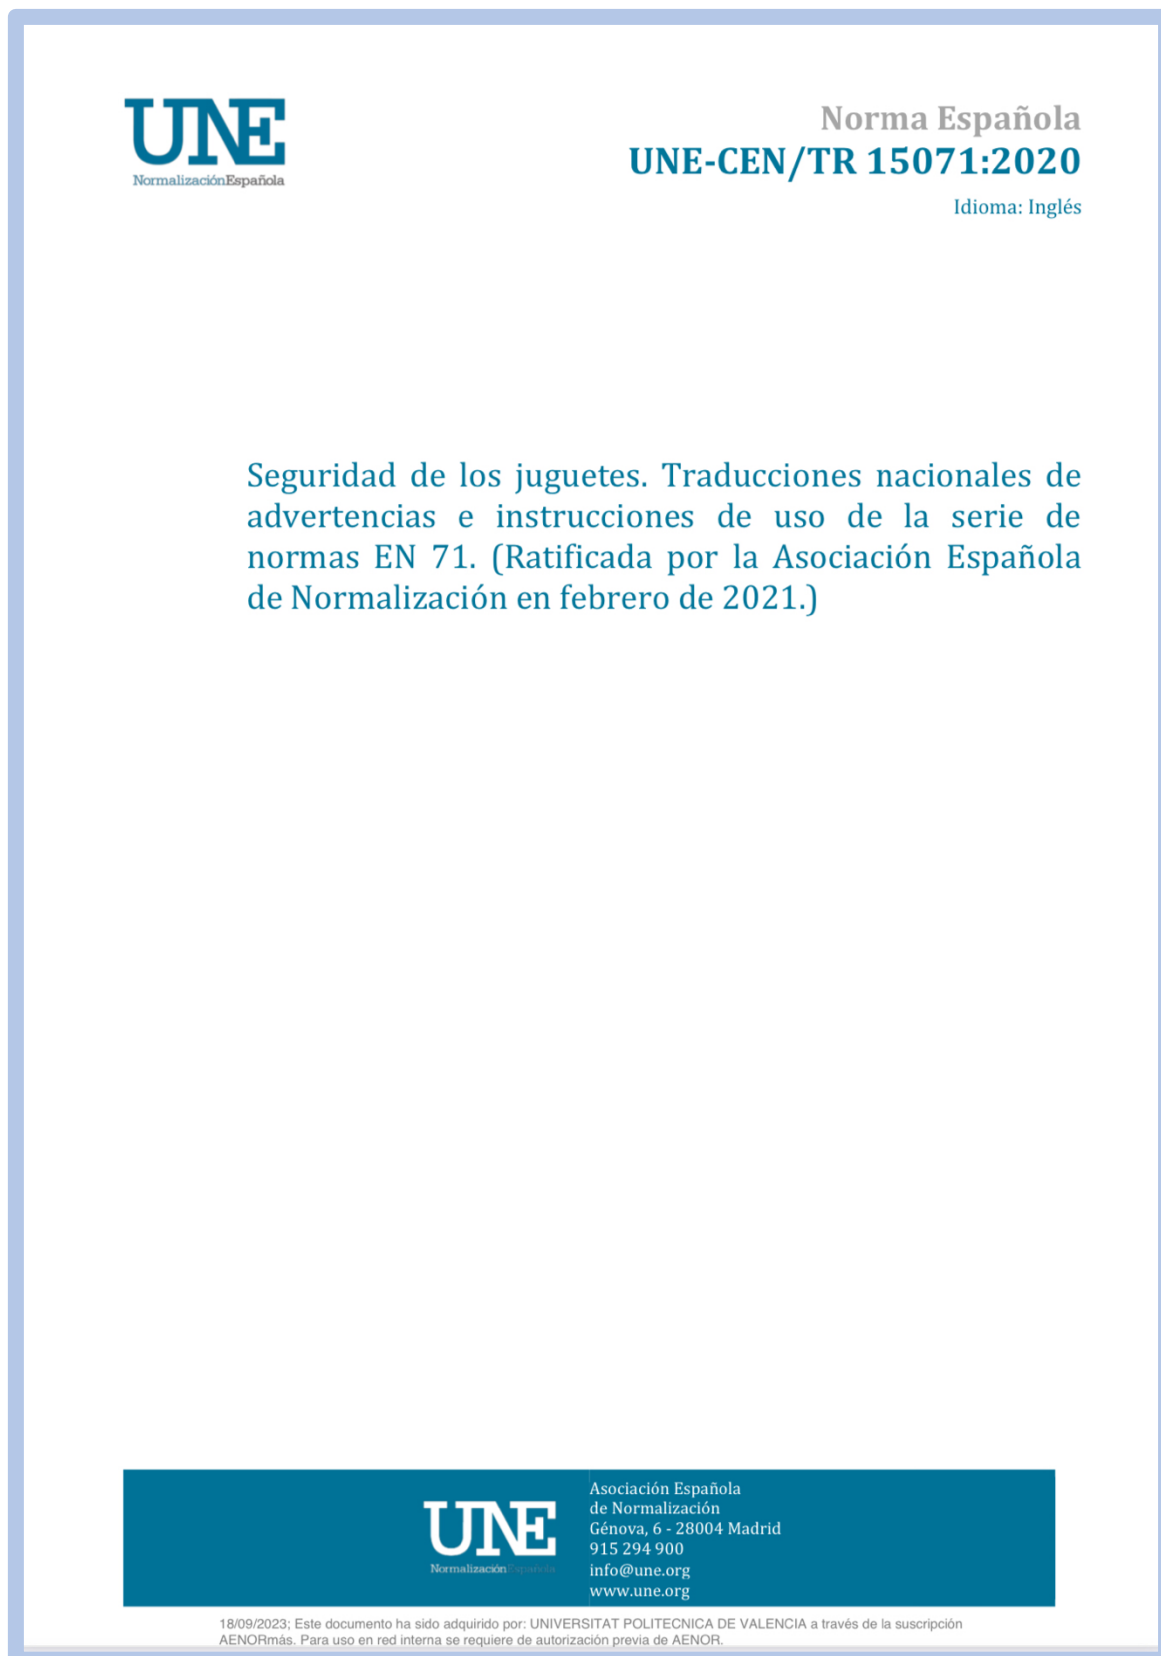 UNE
NormalizaciónEspañola
Norma Española
UNE-CEN/TR 15071:2020
Idioma: Inglés
Seguridad de los juguetes. Traducciones nacionales de
advertencias e instrucciones de uso de la serie de
normas EN 71. (Ratificada por la Asociación Española
de Normalización en febrero de 2021.)
UNE
NormalizaciónEspañola
Asociación Española
de Normalización
Génova, 6 - 28004 Madrid
915 294 900
info@une.org
www.une.org
18/09/2023; Este documento ha sido adquirido por: UNIVERSITAT POLITECNICA DE VALENCIA a través de la suscripción
AENORmás. Para uso en red interna se requiere de autorización previa de AENOR.